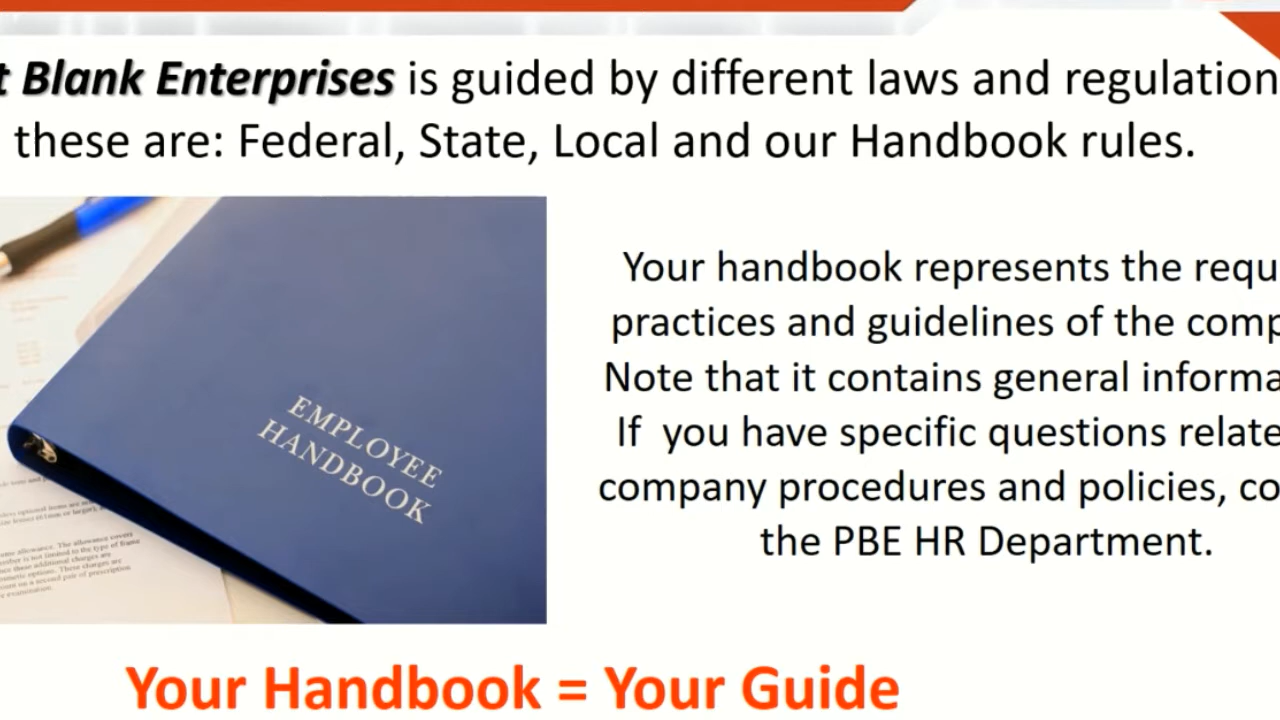 t Blank Enterprises is guided by different laws and regulation
these are: Federal, State, Local and our Handbook rules.
Your handbook represents the requ
practices and guidelines of the comp
Note that it contains general informa
If you have specific questions relate
company procedures and policies, co
the PBE HR Department.
EMPLOYEE
HANDBOOK
Your Handbook = Your Guide